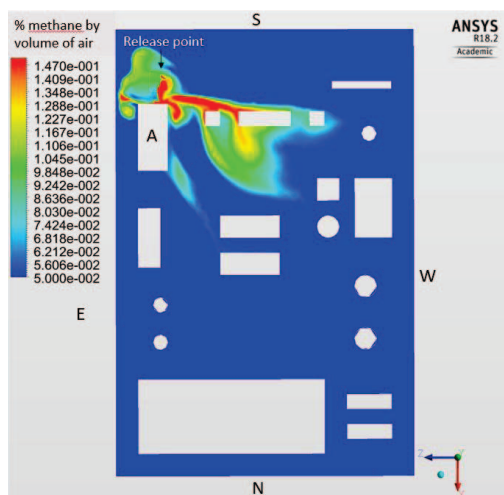 S
% methane by
volume of air
Release point
ANSYS
R18.2
Academic
1.470e-001
1.409e-001
1.348e-001
1.288e-001
1.227e-001
1.167e-001
1.106e-001
1.045e-001
9.848e-002
9.242e-002
8.636e-002
8.030e-002
7.424e-002
6.818e-002
6.212e-002
5.606e-002
5.000e-002
A
W
E
N
Z
Y